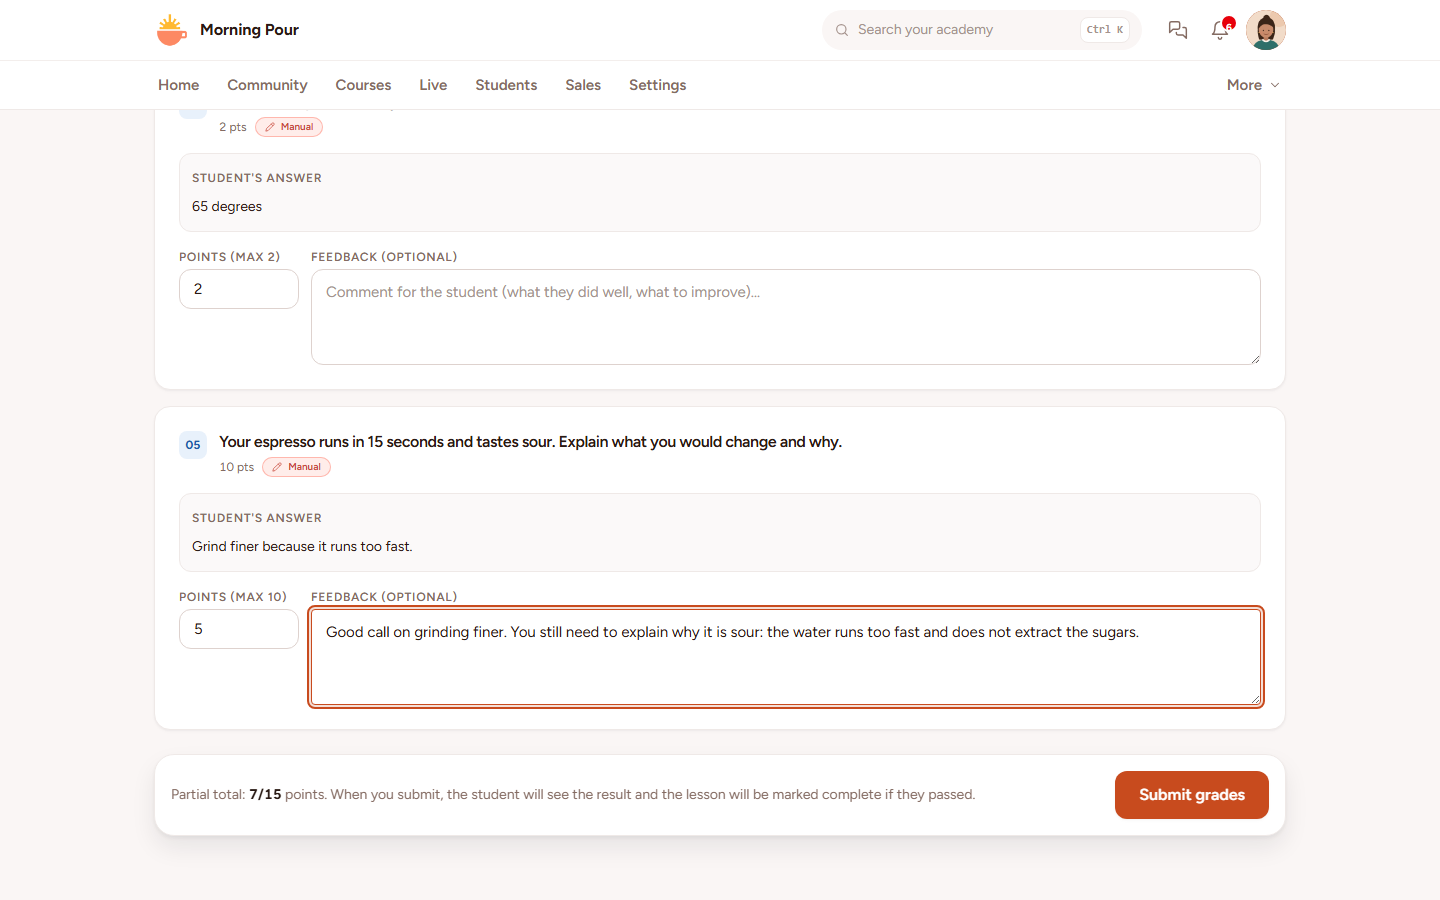 Morning Pour
Search your academy
Ctrl K
6
Home
Community
Courses
Live
Students
Sales
Settings
More
2 pts
Manual
STUDENT'S ANSWER
65 degrees
POINTS (MAX 2)
FEEDBACK (OPTIONAL)
2
Comment for the student (what they did well, what to improve)...
05
Your espresso runs in 15 seconds and tastes sour. Explain what you would change and why.
10 pts
Manual
STUDENT'S ANSWER
Grind finer because it runs too fast.
POINTS (MAX 10)
FEEDBACK (OPTIONAL)
5
Good call on grinding finer. You still need to explain why it is sour: the water runs too fast and does not extract the sugars.
Partial total: 7/15 points. When you submit, the student will see the result and the lesson will be marked complete if they passed.
Submit grades